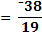 = ⁻38/19